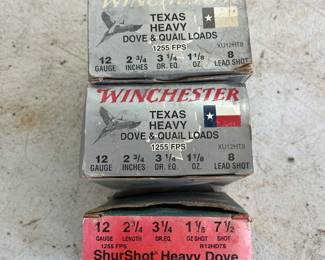 WINCHESTER
TEXAS
HEAVY
DOVE & QUAIL LOADS
1255 FPS
XU12HT8
12 2 3/4 3 1/4 1 1/8 8
GAUGE INCHES DR. EQ. OZ. LEAD SHOT
WINCHESTER
TEXAS
HEAVY
DOVE & QUAIL LOADS
1255 FPS
XU12HT8
12 2 3/4 3 1/4 1 1/8 8
GAUGE INCHES DR. EQ. OZ. LEAD SHOT
12 2 3/4 3 1/4 1 1/8 7 1/2
GAUGE LENGTH DR.EQ. OZ SHOT SHOT
1255 FPS R12HD7S
ShurShot Heavy Dove